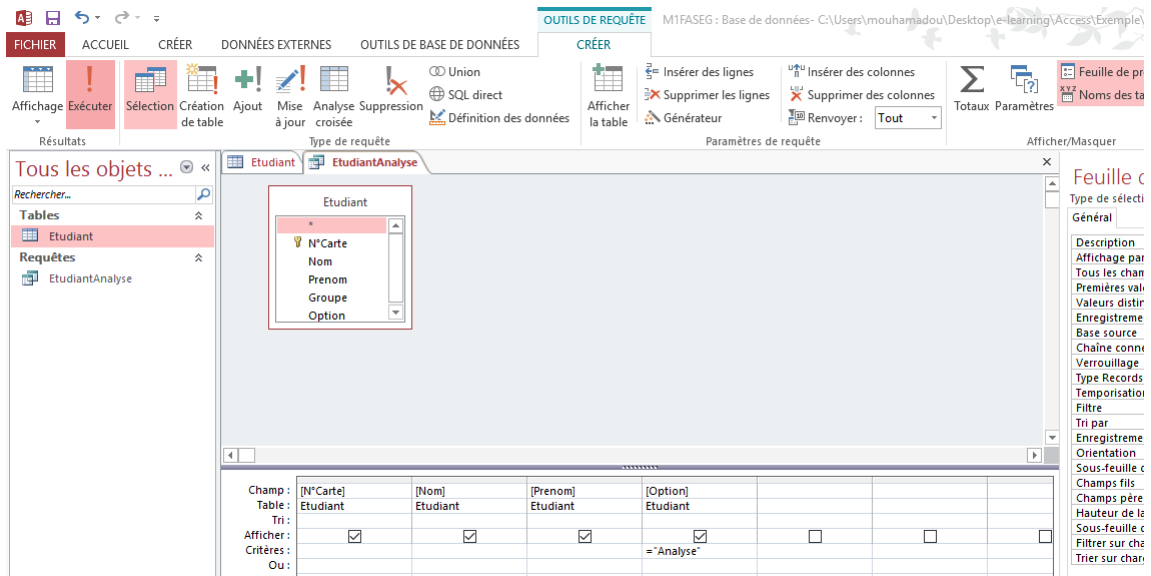 OUTILS DE REQUÊTE M1FASEG : Base de données- C:\Users\mouhamadou\Desktop\e-learning\Access\Exemple\
FICHIER ACCUEIL CRÉER DONNÉES EXTERNES OUTILS DE BASE DE DONNÉES CRÉER
Affichage Exécuter
Résultats
Sélection Création de table Ajout Mise à jour Analyse croisée Suppression
Union
SQL direct
Définition des données
Type de requête
Afficher la table
Insérer des lignes
Supprimer les lignes
Générateur
Insérer des colonnes
Supprimer des colonnes
Renvoyer : Tout
Paramètres de requête
Totaux Paramètres
Feuille de pr
XYZ Noms des ta
Afficher/Masquer
Tous les objets ...
Rechercher...
Tables
Etudiant
Requêtes
EtudiantAnalyse
Etudiant EtudiantAnalyse
Etudiant
*
N°Carte
Nom
Prenom
Groupe
Option
Champ : [N°Carte] [Nom] [Prenom] [Option]
Table : Etudiant Etudiant Etudiant Etudiant
Tri :
Afficher :
Critères : ="Analyse"
Ou :
Feuille d
Type de sélecti
Général
Description
Affichage par
Tous les cham
Premières vale
Valeurs distin
Enregistreme
Base source
Chaîne conne
Verrouillage
Type Records
Temporisation
Filtre
Tri par
Enregistreme
Orientation
Sous-feuille d
Champs fils
Champs père
Hauteur de la
Sous-feuille d
Filtrer sur cha
Trier sur charg